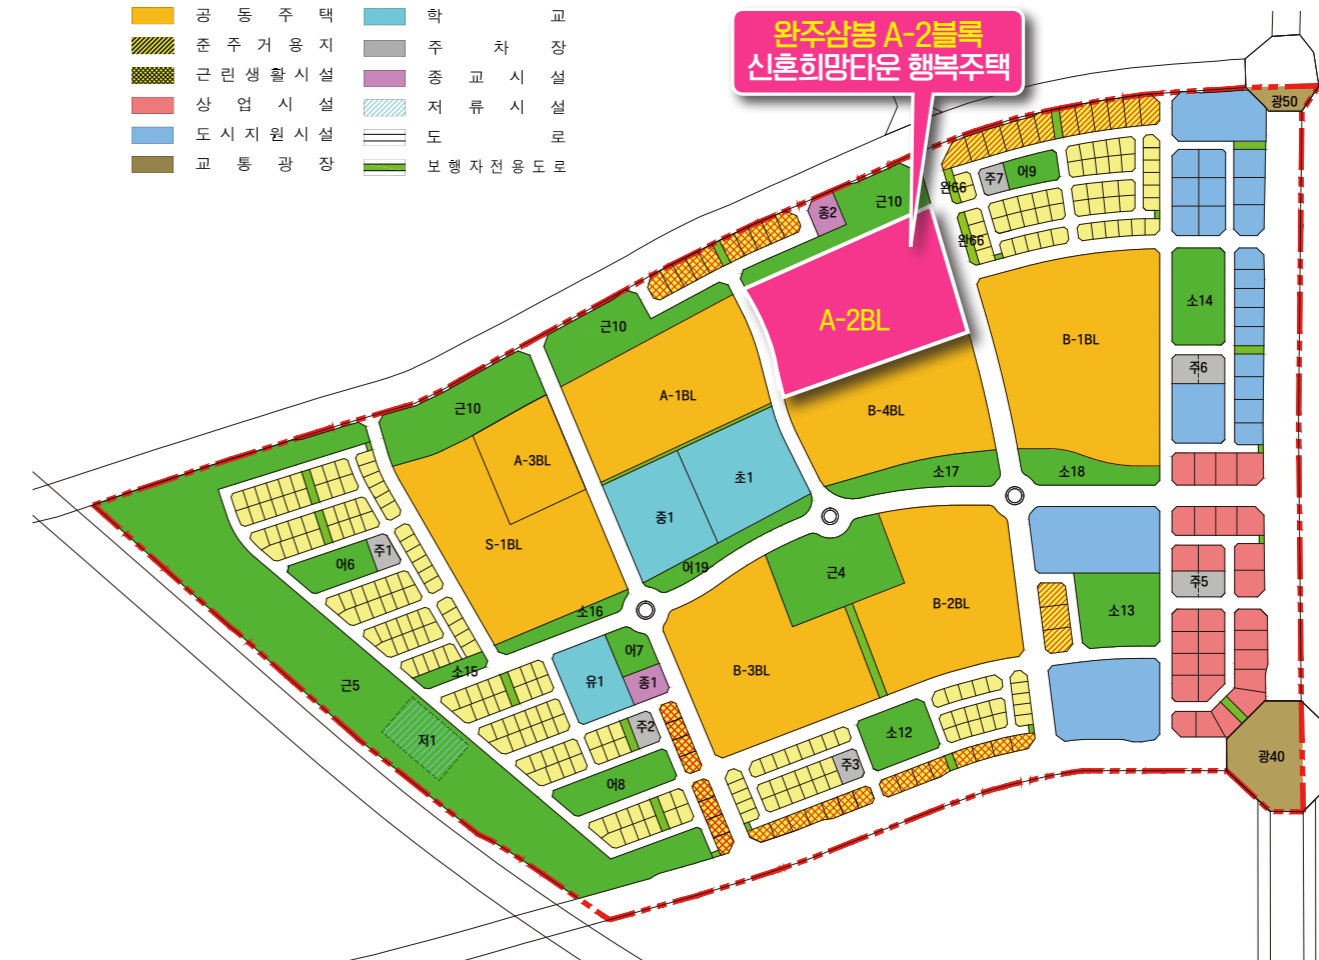 공동주택
학교
준주거용지
주차장
근린생활시설
종교시설
상업시설
저류시설
도시지원시설
도로
교통광장
보행자전용도로
완주삼봉 A-2블록
신혼희망타운 행복주택
광50
주7
어9
완66
근10
종2
완66
소14
A-2BL
근10
B-1BL
주6
A-1BL
근10
B-4BL
A-3BL
소17
소18
초1
중1
S-1BL
주1
어6
어19
근4
주5
B-2BL
소13
소16
어7
소15
유1
종1
B-3BL
근5
주2
소12
저1
주3
광40
어8